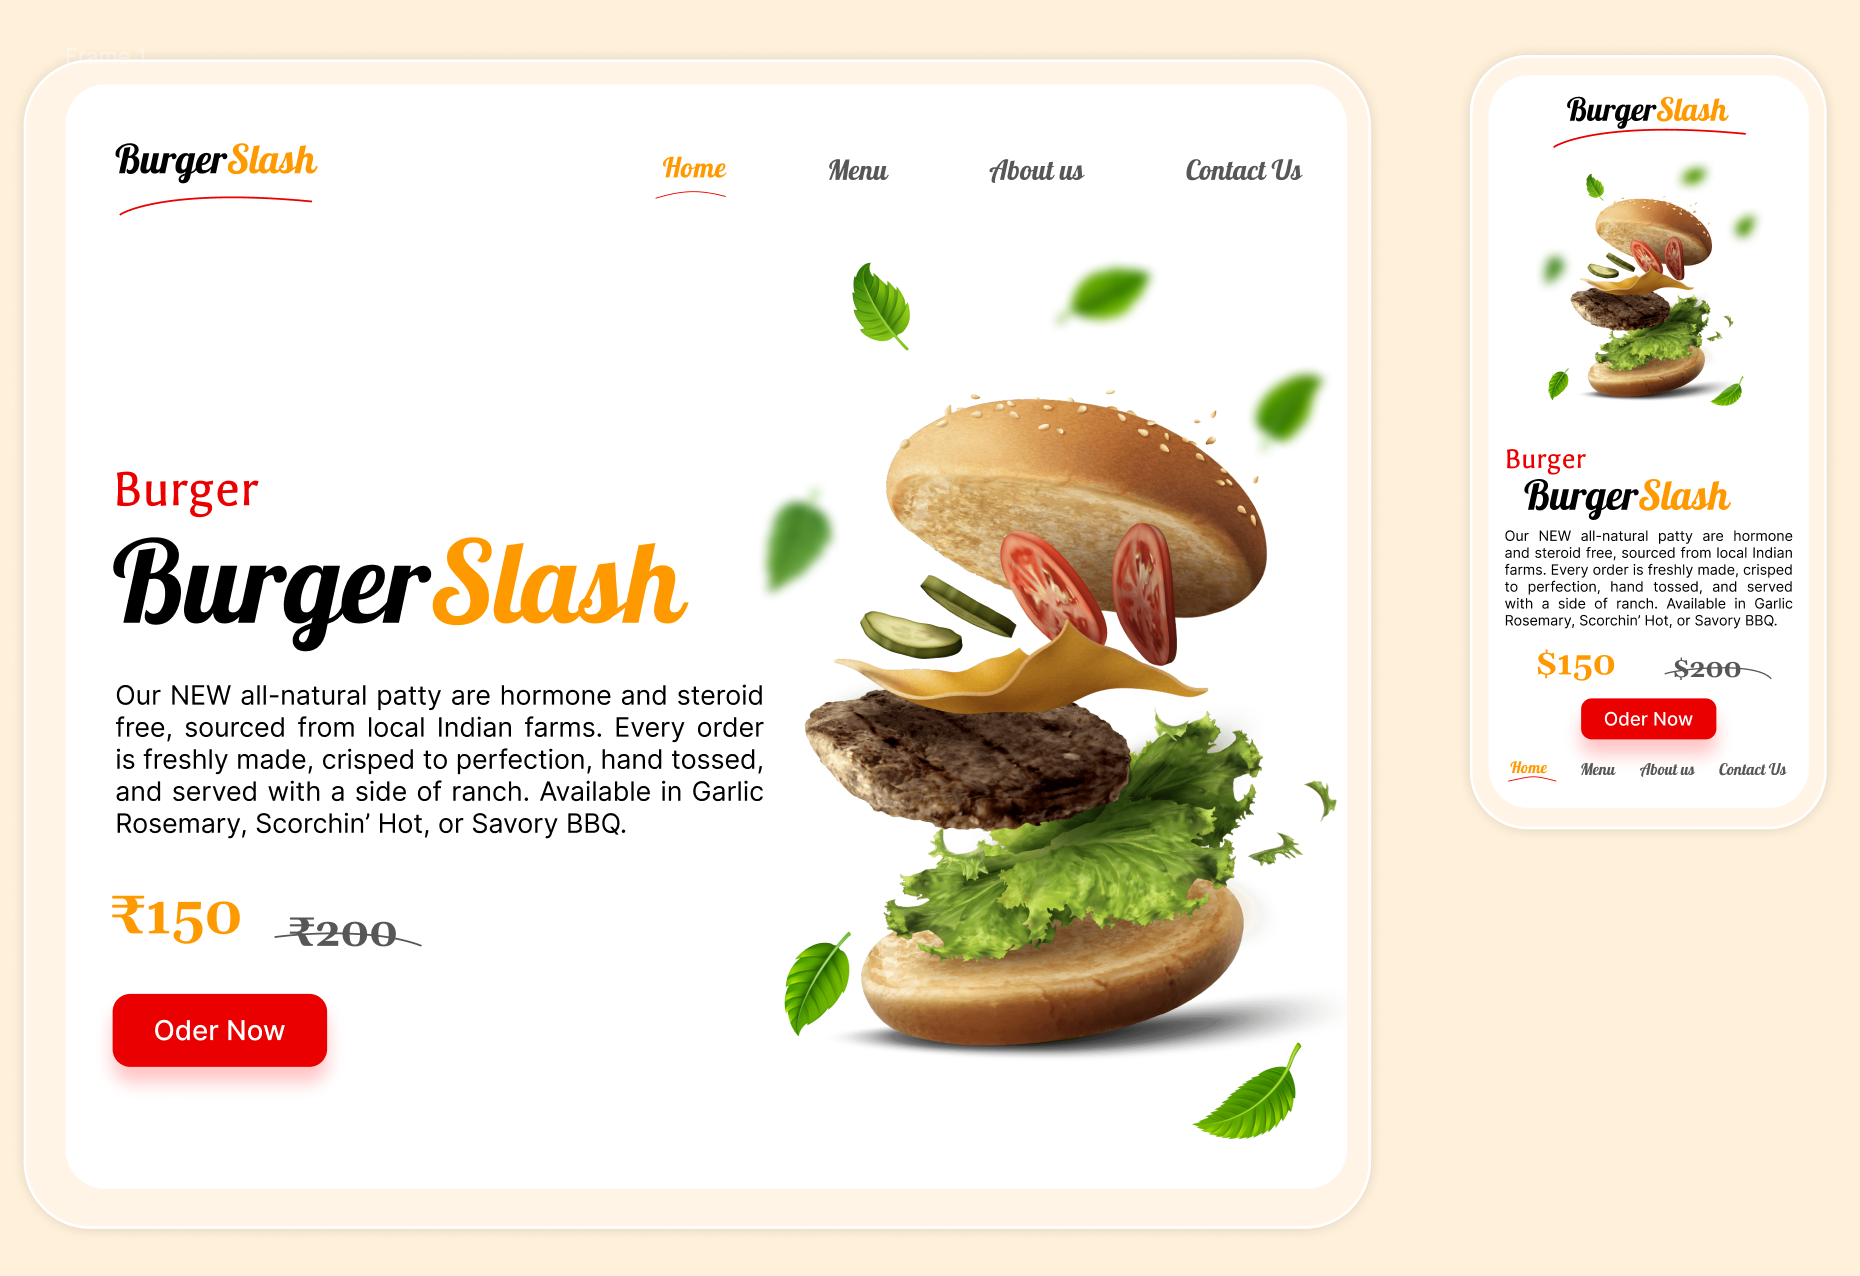 Frame 1
BurgerSlash
Home Menu About us Contact Us
Burger
BurgerSlash
Our NEW all-natural patty are hormone and steroid
free, sourced from local Indian farms. Every order
is freshly made, crisped to perfection, hand tossed,
and served with a side of ranch. Available in Garlic
Rosemary, Scorchin’ Hot, or Savory BBQ.
₹150 ₹200
Oder Now
BurgerSlash
Burger
BurgerSlash
Our NEW all-natural patty are hormone
and steroid free, sourced from local Indian
farms. Every order is freshly made, crisped
to perfection, hand tossed, and served
with a side of ranch. Available in Garlic
Rosemary, Scorchin’ Hot, or Savory BBQ.
$150 $200
Oder Now
Home Menu About us Contact Us